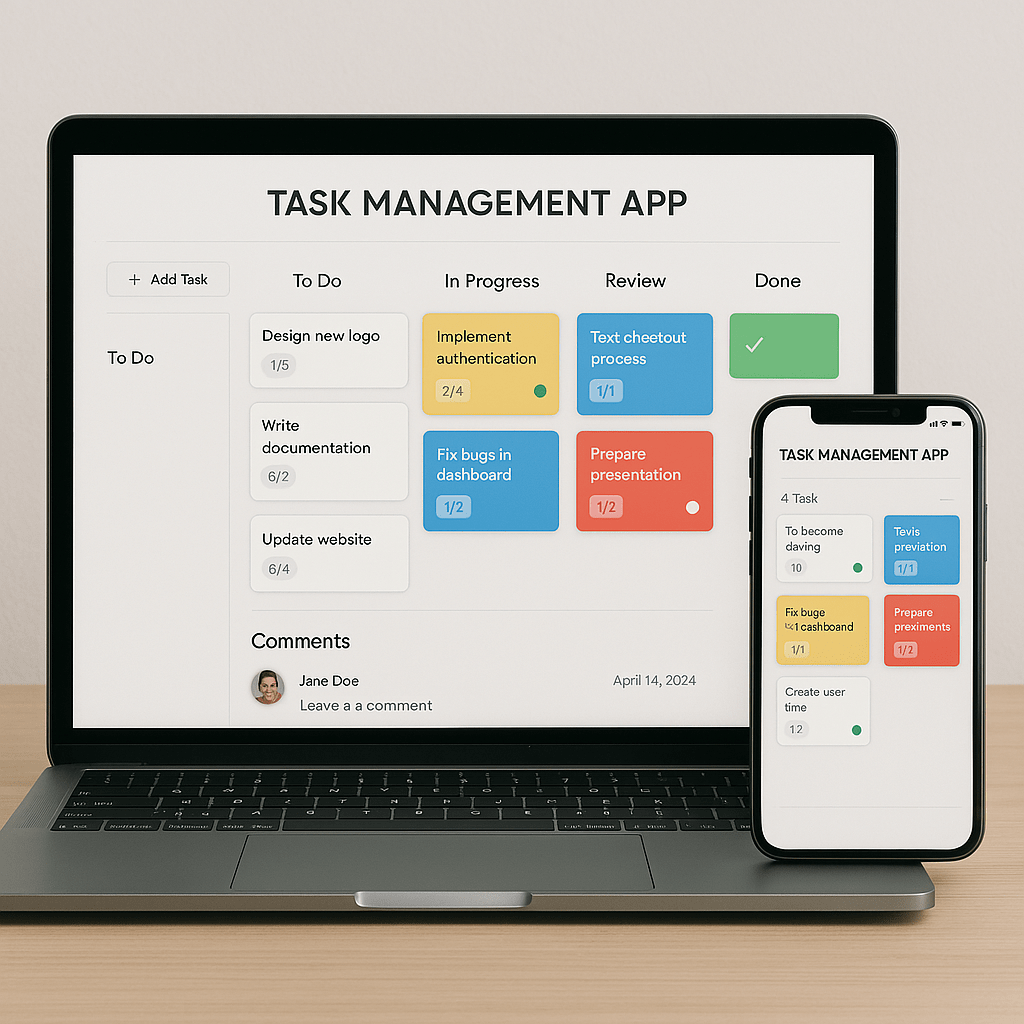 TASK MANAGEMENT APP
+ Add Task
To Do
To Do
Design new logo
1/5
Write
documentation
6/2
Update website
6/4
In Progress
Implement
authentication
2/4
Fix bugs in
dashboard
1/2
Review
Text cheetout
process
1/1
Prepare
presentation
1/2
Done
Comments
Jane Doe
April 14, 2024
Leave a a comment
TASK MANAGEMENT APP
4 Task
To become
daving
10
Tevis
previation
1/1
Fix buge
cashboard
1/1
Prepare
preximents
1/2
Create user
time
12